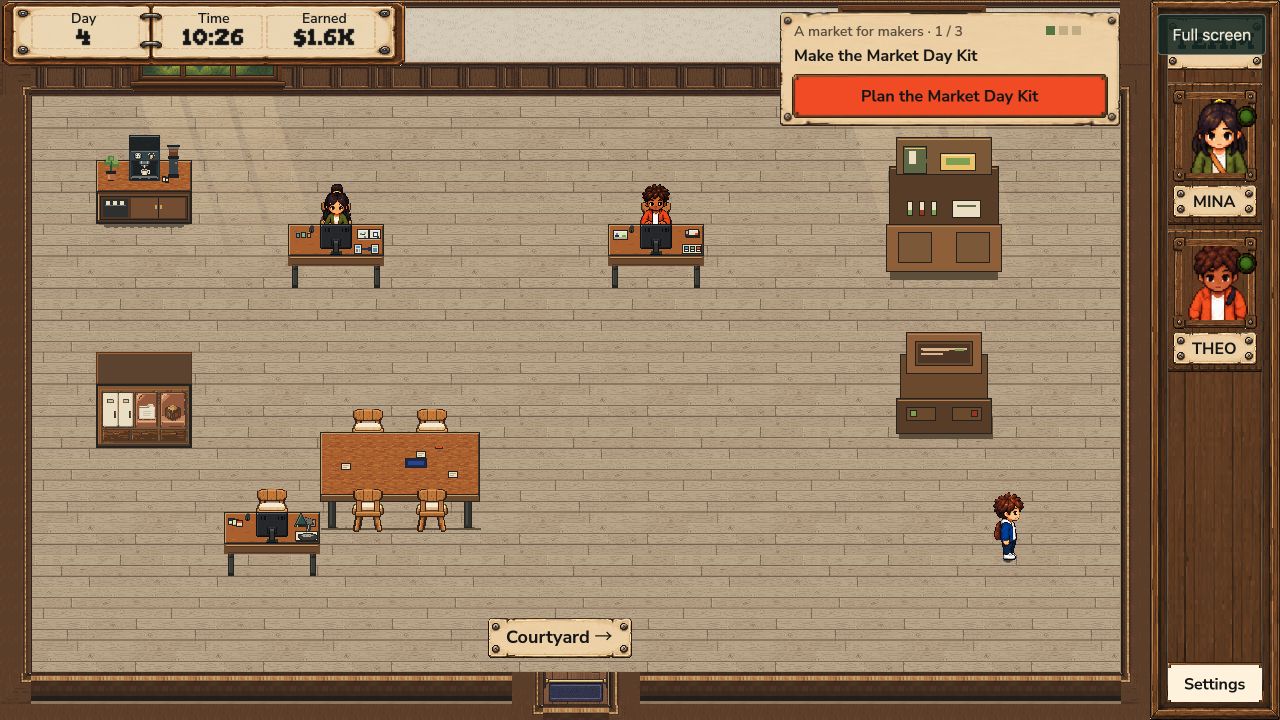 Day
4
Time
10:26
Earned
$1.6K
A market for makers · 1 / 3
Make the Market Day Kit
Plan the Market Day Kit
Full screen
MINA
THEO
Courtyard →
Settings